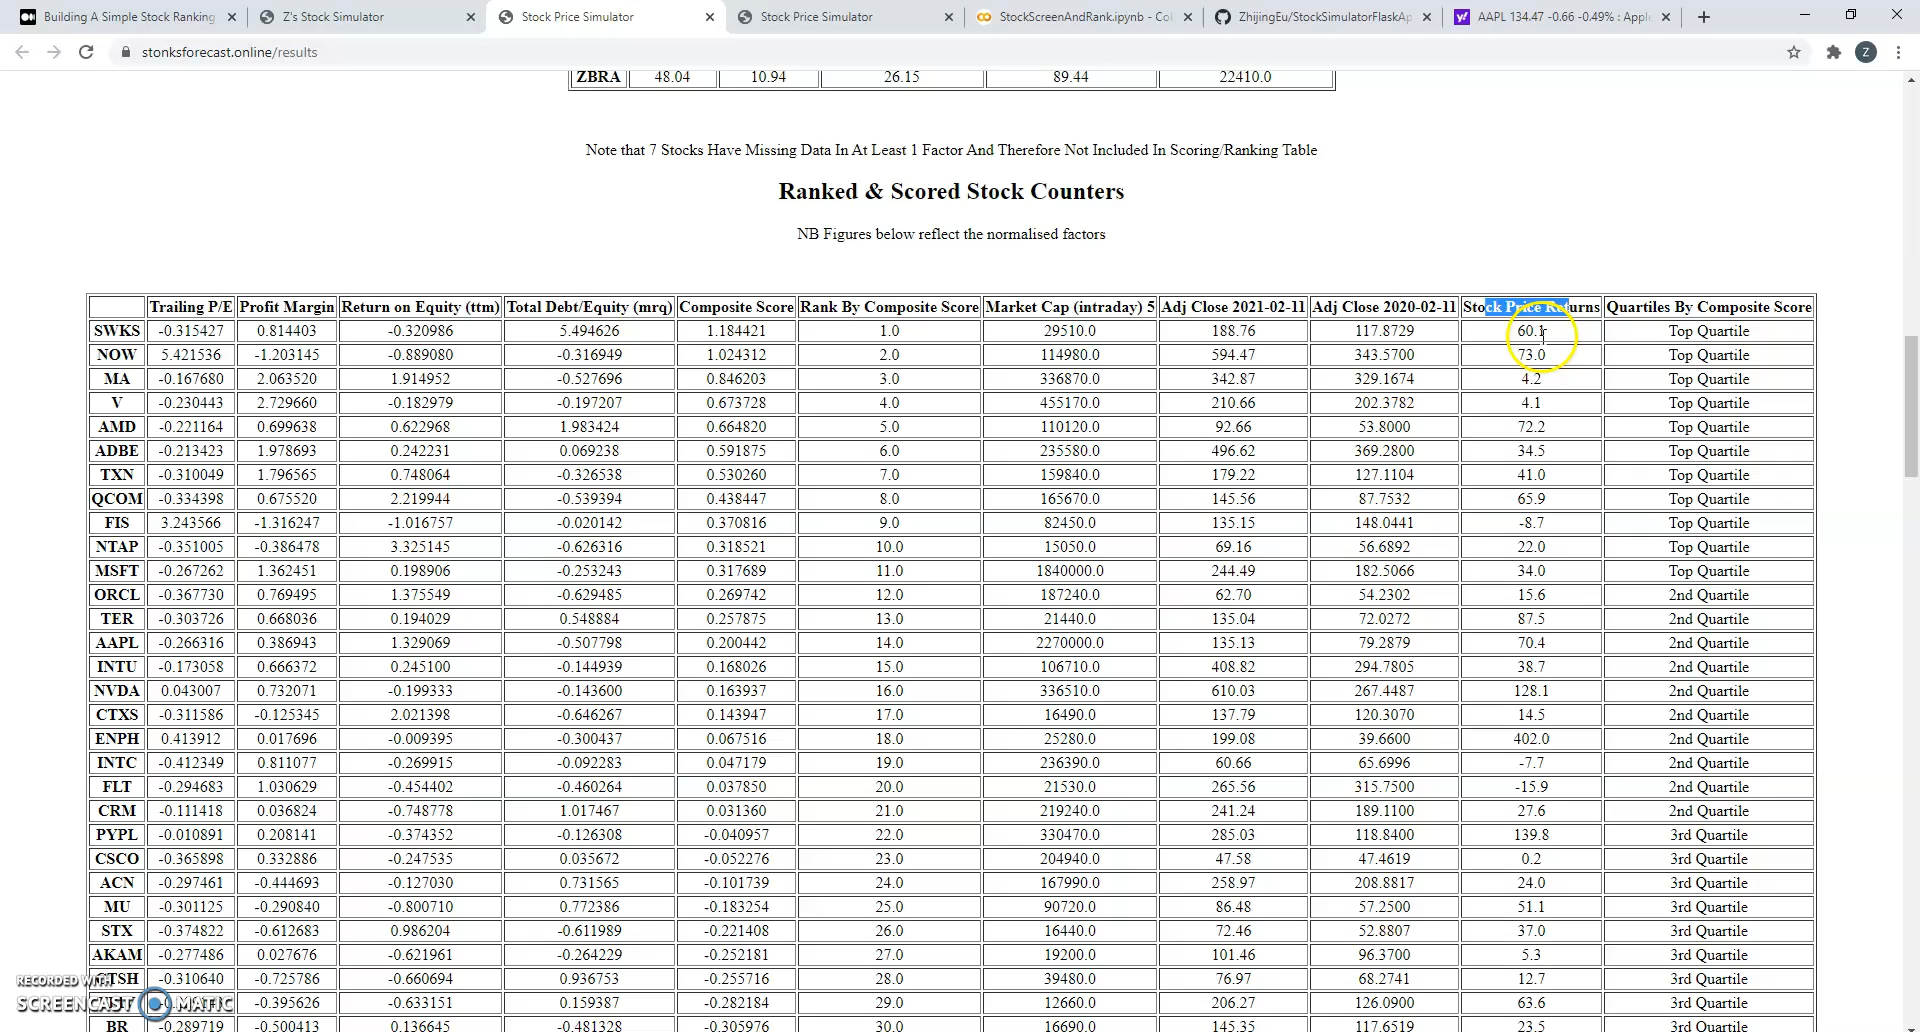 Building A Simple Stock Ranking
Z's Stock Simulator
Stock Price Simulator
Stock Price Simulator
StockScreenAndRank.ipynb - Col
ZhijingEu/StockSimulatorFlaskAp
AAPL 134.47 -0.66 -0.49% : Apple
stonksforecast.online/results
Z
ZBRA 48.04 10.94 26.15 89.44 22410.0
Note that 7 Stocks Have Missing Data In At Least 1 Factor And Therefore Not Included In Scoring/Ranking Table
Ranked & Scored Stock Counters
NB Figures below reflect the normalised factors
Trailing P/E Profit Margin Return on Equity (ttm) Total Debt/Equity (mrq) Composite Score Rank By Composite Score Market Cap (intraday) 5 Adj Close 2021-02-11 Adj Close 2020-02-11 Stock Price Returns Quartiles By Composite Score
SWKS -0.315427 0.814403 -0.320986 5.494626 1.184421 1.0 29510.0 188.76 117.8729 60.1 Top Quartile
NOW 5.421536 -1.203145 -0.889080 -0.316949 1.024312 2.0 114980.0 594.47 343.5700 73.0 Top Quartile
MA -0.167680 2.063520 1.914952 -0.527696 0.846203 3.0 336870.0 342.87 329.1674 4.2 Top Quartile
V -0.230443 2.729660 -0.182979 -0.197207 0.673728 4.0 455170.0 210.66 202.3782 4.1 Top Quartile
AMD -0.221164 0.699638 0.622968 1.983424 0.664820 5.0 110120.0 92.66 53.8000 72.2 Top Quartile
ADBE -0.213423 1.978693 0.242231 0.069238 0.591875 6.0 235580.0 496.62 369.2800 34.5 Top Quartile
TXN -0.310049 1.796565 0.748064 -0.326538 0.530260 7.0 159840.0 179.22 127.1104 41.0 Top Quartile
QCOM -0.334398 0.675520 2.219944 -0.539394 0.438447 8.0 165670.0 145.56 87.7532 65.9 Top Quartile
FIS 3.243566 -1.316247 -1.016757 -0.020142 0.370816 9.0 82450.0 135.15 148.0441 -8.7 Top Quartile
NTAP -0.351005 -0.386478 3.325145 -0.626316 0.318521 10.0 15050.0 69.16 56.6892 22.0 Top Quartile
MSFT -0.267262 1.362451 0.198906 -0.253243 0.317689 11.0 1840000.0 244.49 182.5066 34.0 Top Quartile
ORCL -0.367730 0.769495 1.375549 -0.629485 0.269742 12.0 187240.0 62.70 54.2302 15.6 2nd Quartile
TER -0.303726 0.668036 0.194029 0.548884 0.257875 13.0 21440.0 135.04 72.0272 87.5 2nd Quartile
AAPL -0.266316 0.386943 1.329069 -0.507798 0.200442 14.0 2270000.0 135.13 79.2879 70.4 2nd Quartile
INTU -0.173058 0.666372 0.245100 -0.144939 0.168026 15.0 106710.0 408.82 294.7805 38.7 2nd Quartile
NVDA 0.043007 0.732071 -0.199333 -0.143600 0.163937 16.0 336510.0 610.03 267.4487 128.1 2nd Quartile
CTXS -0.311586 -0.125345 2.021398 -0.646267 0.143947 17.0 16490.0 137.79 120.3070 14.5 2nd Quartile
ENPH 0.413912 0.017696 -0.009395 -0.300437 0.067516 18.0 25280.0 199.08 39.6600 402.0 2nd Quartile
INTC -0.412349 0.811077 -0.269915 -0.092283 0.047179 19.0 236390.0 60.66 65.6996 -7.7 2nd Quartile
FLT -0.294683 1.030629 -0.454402 -0.460264 0.037850 20.0 21530.0 265.56 315.7500 -15.9 2nd Quartile
CRM -0.111418 0.036824 -0.748778 1.017467 0.031360 21.0 219240.0 241.24 189.1100 27.6 2nd Quartile
PYPL -0.010891 0.208141 -0.374352 -0.126308 -0.040957 22.0 330470.0 285.03 118.8400 139.8 3rd Quartile
CSCO -0.365898 0.332886 -0.247535 0.035672 -0.052276 23.0 204940.0 47.58 47.4619 0.2 3rd Quartile
ACN -0.297461 -0.444693 -0.127030 0.731565 -0.101739 24.0 167990.0 258.97 208.8817 24.0 3rd Quartile
MU -0.301125 -0.290840 -0.800710 0.772386 -0.183254 25.0 90720.0 86.48 57.2500 51.1 3rd Quartile
STX -0.374822 -0.612683 0.986204 -0.611989 -0.221408 26.0 16440.0 72.46 52.8807 37.0 3rd Quartile
AKAM -0.277486 0.027676 -0.621961 -0.264229 -0.252181 27.0 19200.0 101.46 96.3700 5.3 3rd Quartile
CTSH -0.310640 -0.725786 -0.660694 0.936753 -0.255716 28.0 39480.0 76.97 68.2741 12.7 3rd Quartile
-0.395626 -0.633151 0.159387 -0.282184 29.0 12660.0 206.27 126.0900 63.6 3rd Quartile
BR -0.289719 -0.500413 0.136645 -0.481328 -0.305976 30.0 16690.0 145.35 117.6519 23.5 3rd Quartile
RECORDED WITH
SCREENCAST MATIC